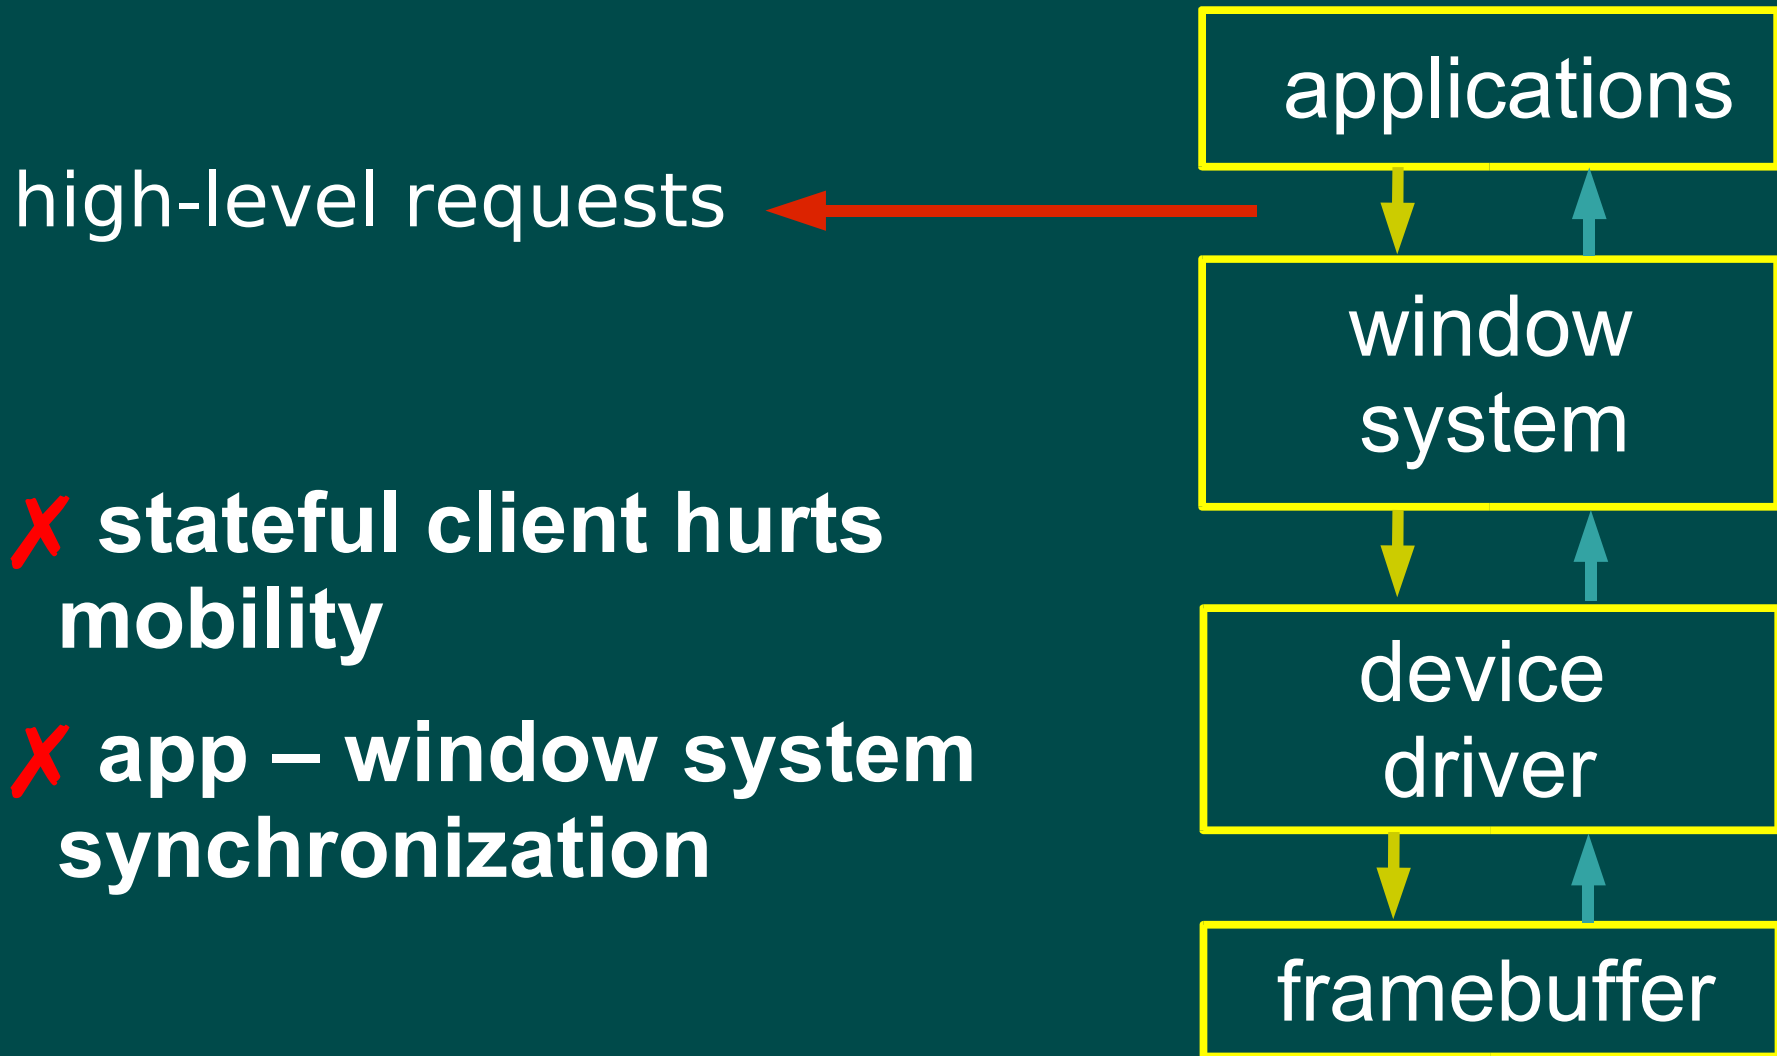 applications
high-level requests
window
system
✗ stateful client hurts
mobility
device
driver
✗ app – window system
synchronization
framebuffer